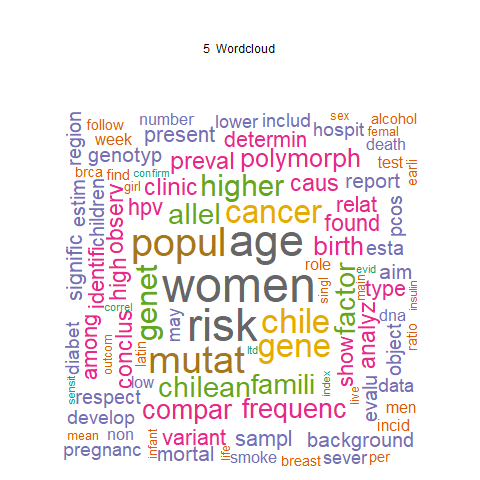 5 Wordcloud
number
sex
alcohol
follow
lower
includ
hospit
femal
region
week
present
determin
death
genotyp
preval
polymorph
test
earli
brca
find
confirm
estim
children
girl
clinic
higher
caus
report
hpv
allel
cancer
relat
pcos
signific
observ
found
popul
age
birth
esta
identifi
high
role
evid
aim
genet
women
singl
factor
main
type
insulin
correl
may
risk
chile
dna
diabet
among
conclus
outcom
latin
mutat
ltd
gene
show
analyz
object
ratio
sensit
low
chilean
famili
index
live
evalu
data
respect
compar
frequenc
men
develop
incid
mean
non
infant
variant
sampl
background
pregnanc
mortal
life
smoke
breast
sever
per